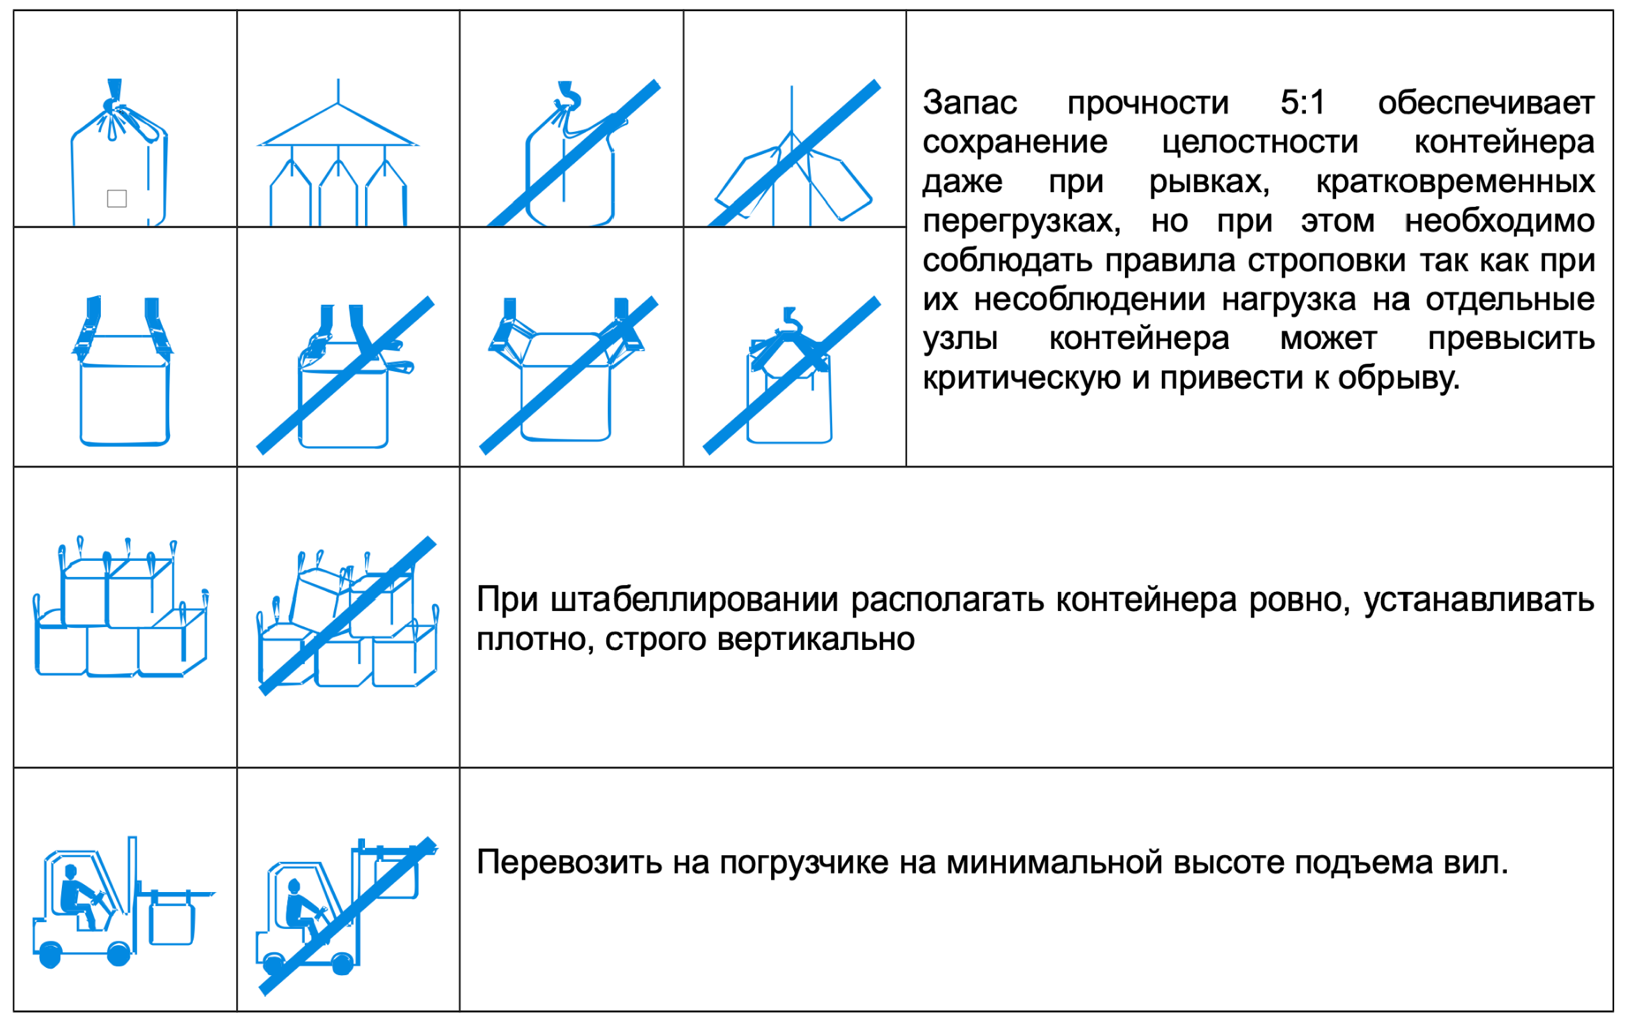 Запас прочности 5:1 обеспечивает
сохранение целостности контейнера
даже при рывках, кратковременных
перегрузках, но при этом необходимо
соблюдать правила строповки так как при
их несоблюдении нагрузка на отдельные
узлы контейнера может превысить
критическую и привести к обрыву.
При штабеллировании располагать контейнера ровно, устанавливать
плотно, строго вертикально
Перевозить на погрузчике на минимальной высоте подъема вил.